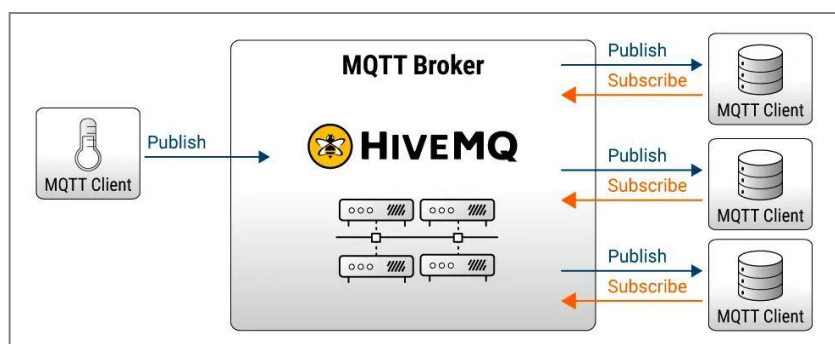 MQTT Broker
HIVEMQ
Publish
MQTT Client
Publish
Subscribe
MQTT Client
Publish
Subscribe
MQTT Client
Publish
Subscribe
MQTT Client